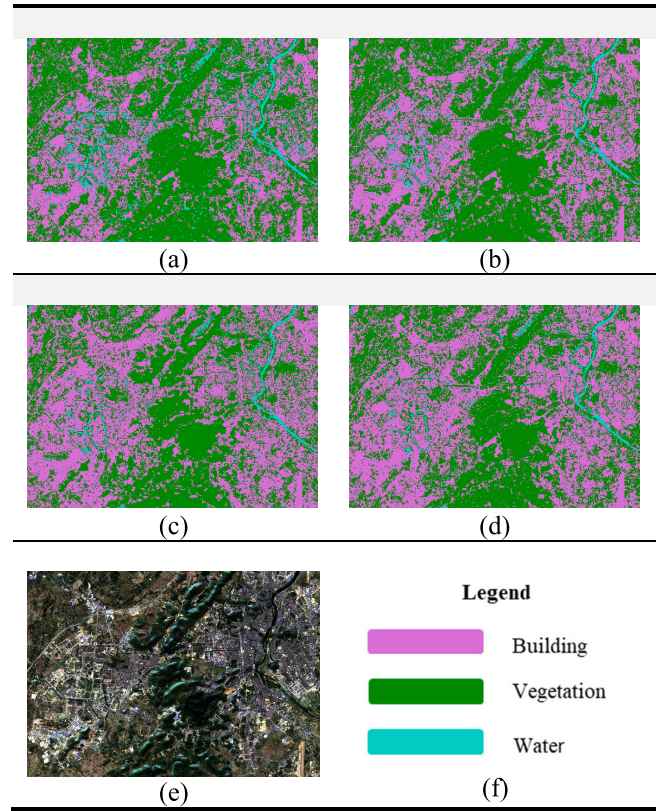 (a) (b)
(c) (d)
Legend
Building
Vegetation
Water
(e) (f)